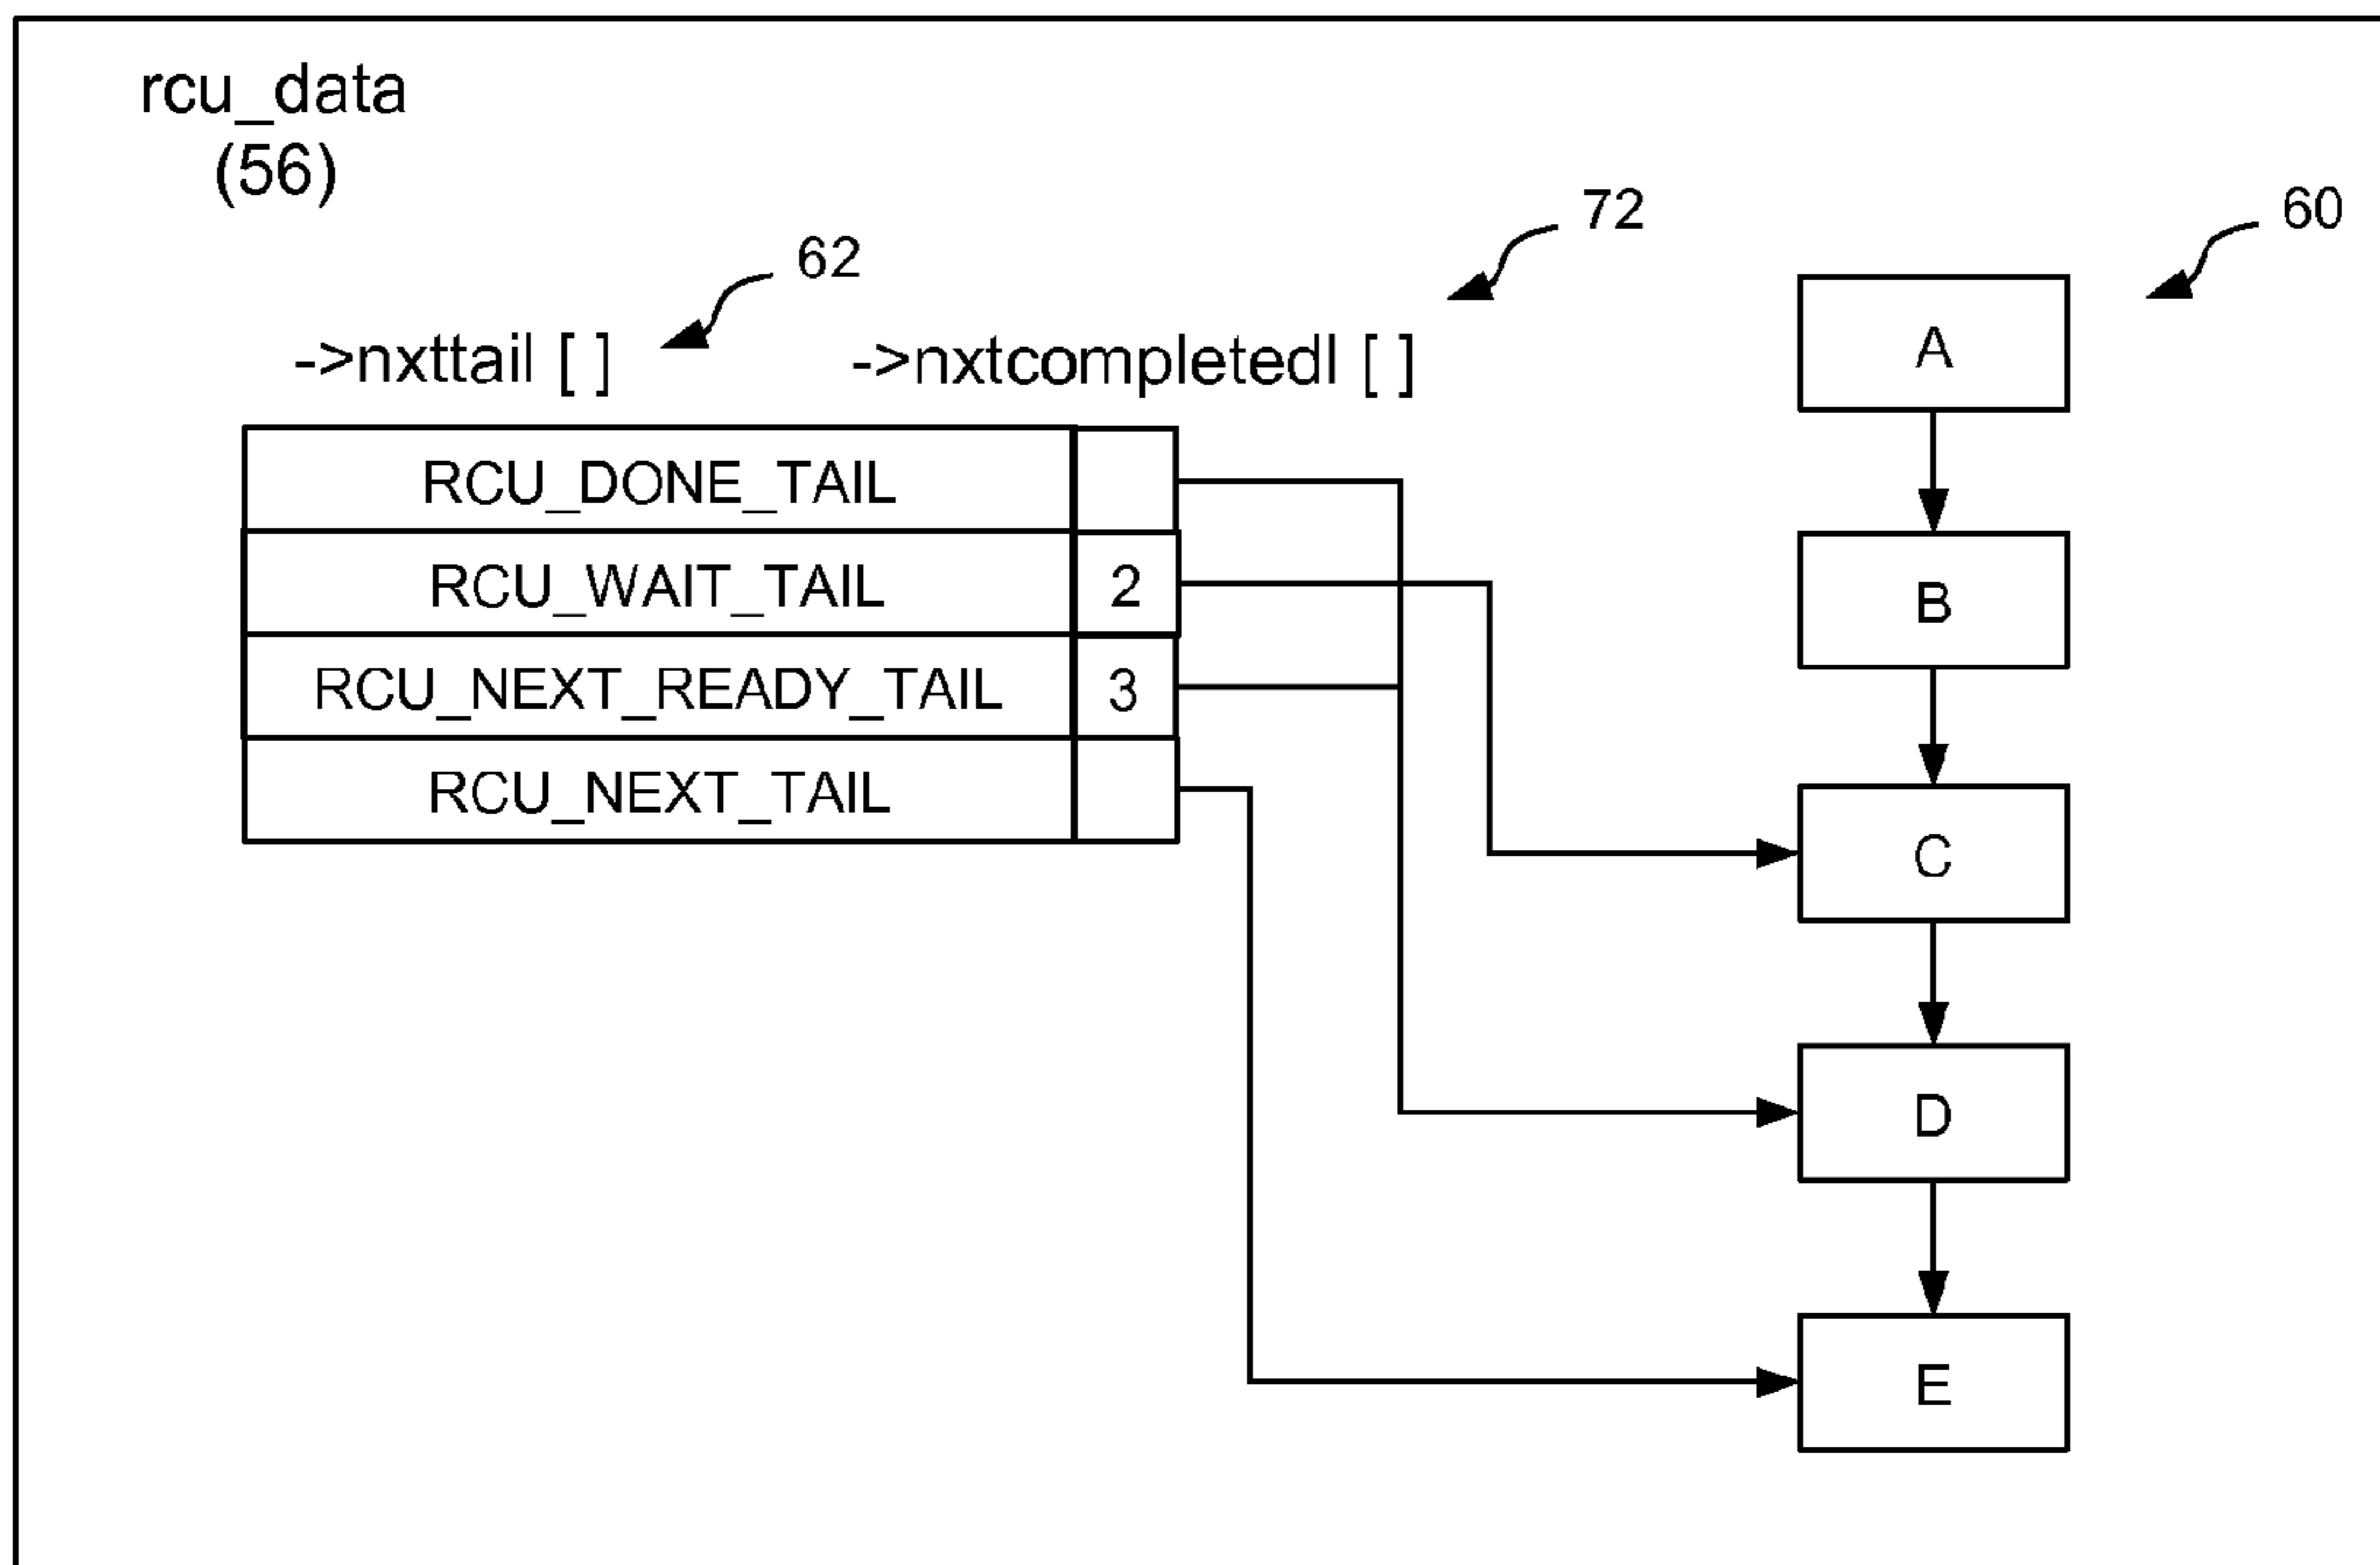 rcu_data
(56)
72
60
62
->nxttail [ ]
->nxtcompletedl [ ]
A
RCU_DONE_TAIL
RCU_WAIT_TAIL 2
B
RCU_NEXT_READY_TAIL 3
RCU_NEXT_TAIL
C
D
E